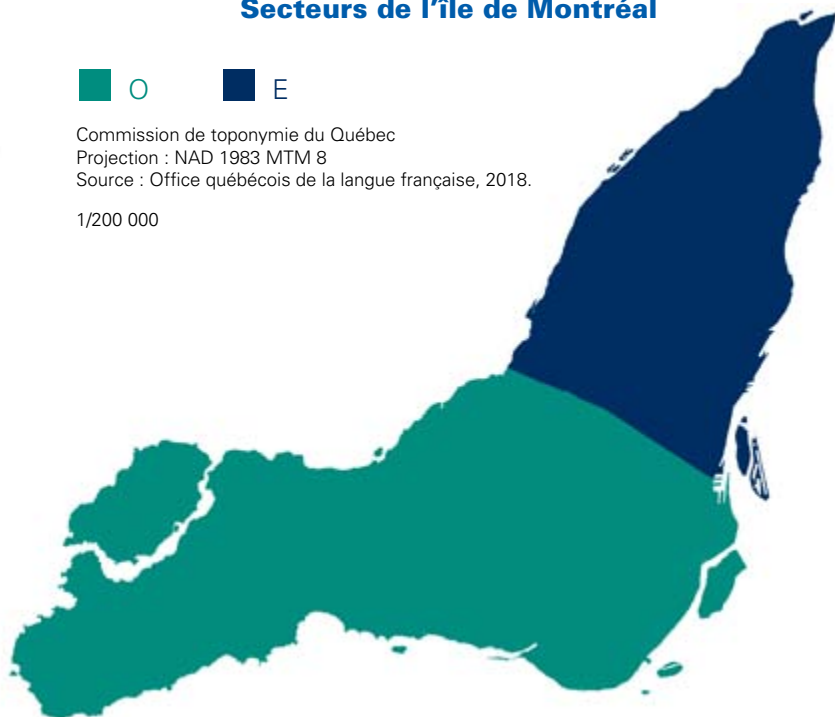 Secteurs de l'île de Montréal
O E
Commission de toponymie du Québec
Projection : NAD 1983 MTM 8
Source : Office québécois de la langue française, 2018.
1/200 000